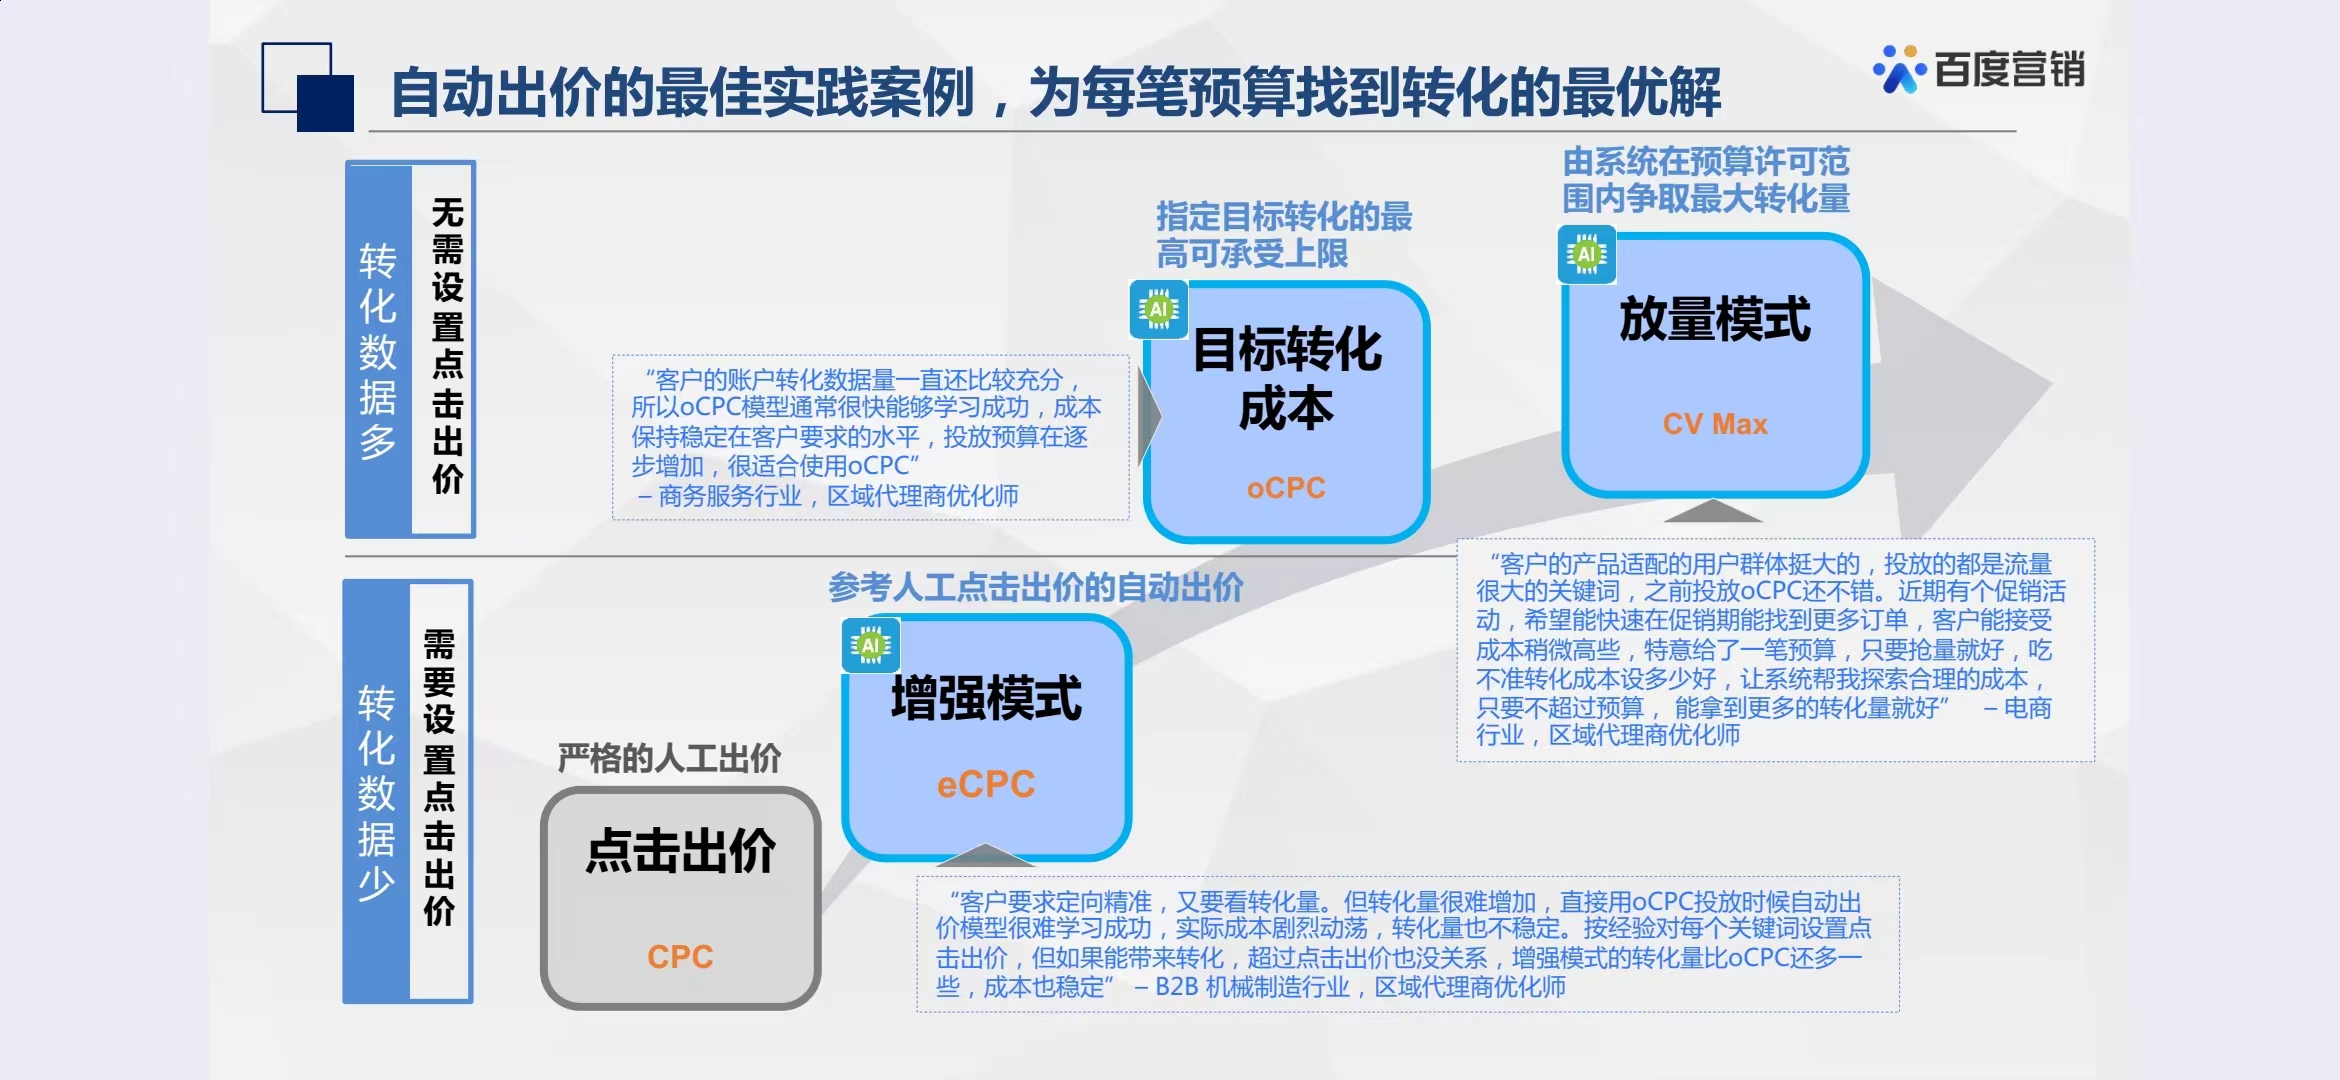 自动出价的最佳实践案例，为每笔预算找到转化的最优解
百度营销
转化数据多
无需设置点击出价
由系统在预算许可范
围内争取最大转化量
指定目标转化的最
高可承受上限
AI
放量模式
CV Max
AI
目标转化
成本
oCPC
“客户的账户转化数据量一直还比较充分，
所以oCPC模型通常很快能够学习成功，成本
保持稳定在客户要求的水平，投放预算在逐
步增加，很适合使用oCPC”
– 商务服务行业，区域代理商优化师
“客户的产品适配的用户群体挺大的，投放的都是流量
很大的关键词，之前投放oCPC还不错。近期有个促销活
动，希望能快速在促销期能找到更多订单，客户能接受
成本稍微高些，特意给了一笔预算，只要抢量就好，吃
不准转化成本设多少好，让系统帮我探索合理的成本，
只要不超过预算， 能拿到更多的转化量就好” – 电商
行业，区域代理商优化师
转化数据少
需要设置点击出价
参考人工点击出价的自动出价
AI
增强模式
eCPC
严格的人工出价
点击出价
CPC
“客户要求定向精准，又要看转化量。但转化量很难增加，直接用oCPC投放时候自动出
价模型很难学习成功，实际成本剧烈动荡，转化量也不稳定。按经验对每个关键词设置点
击出价，但如果能带来转化，超过点击出价也没关系，增强模式的转化量比oCPC还多一
些，成本也稳定” – B2B 机械制造行业，区域代理商优化师